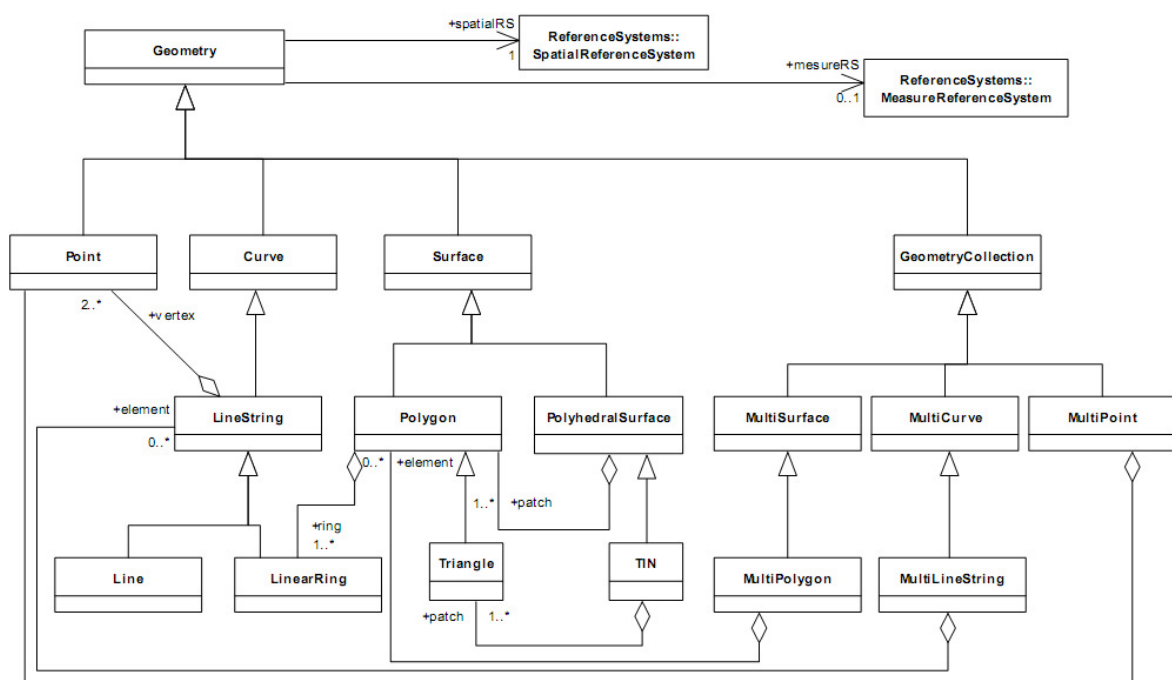 Geometry
+spatialRS
1
ReferenceSystems::
SpatialReferenceSystem
+mesureRS
0..1
ReferenceSystems::
MeasureReferenceSystem
Point
Curve
Surface
GeometryCollection
2..*
+vertex
+element
0..*
LineString
Polygon
PolyhedralSurface
MultiSurface
MultiCurve
MultiPoint
0..*
+element
1..*
+patch
+ring
1..*
Line
LinearRing
Triangle
TIN
MultiPolygon
MultiLineString
+patch
1..*